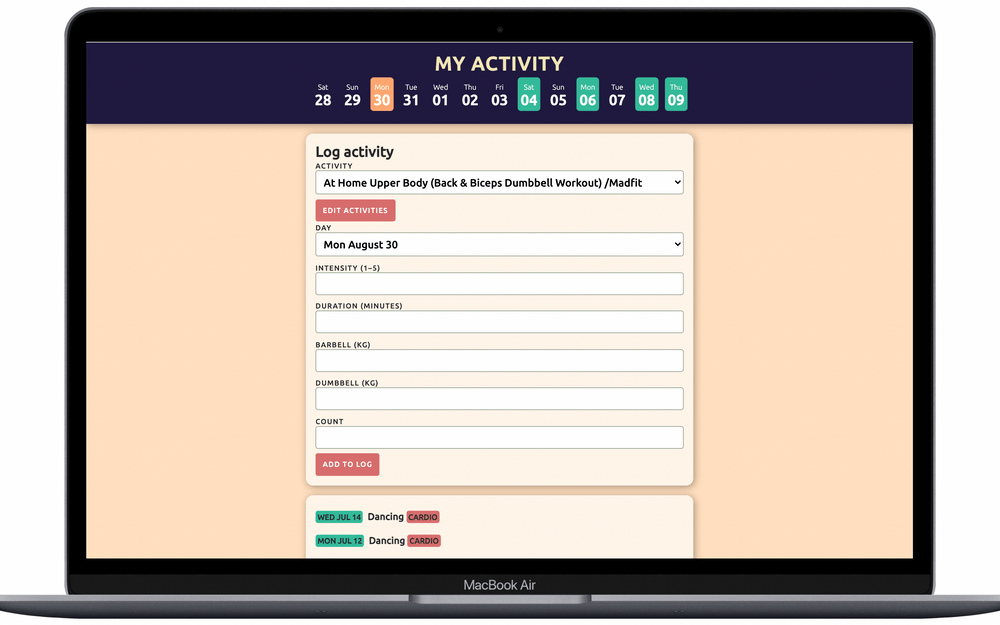 MY ACTIVITY
Sat Sun Mon Tue Wed Thu Fri Sat Sun Mon Tue Wed Thu
28 29 30 31 01 02 03 04 05 06 07 08 09
Log activity
ACTIVITY
At Home Upper Body (Back & Biceps Dumbbell Workout) /Madfit
EDIT ACTIVITIES
DAY
Mon August 30
INTENSITY (1–5)
DURATION (MINUTES)
BARBELL (KG)
DUMBBELL (KG)
COUNT
ADD TO LOG
WED JUL 14 Dancing CARDIO
MON JUL 12 Dancing CARDIO
MacBook Air